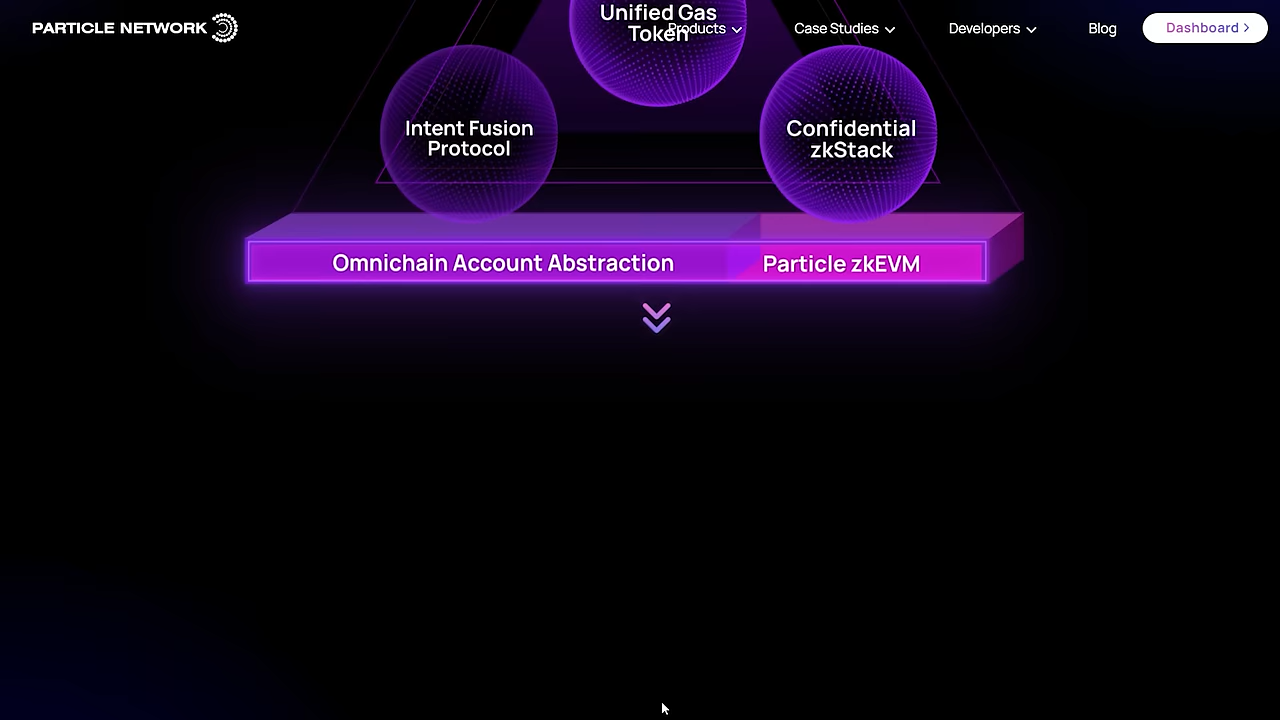 PARTICLE NETWORK
Products
Case Studies
Developers
Blog
Dashboard
Unified Gas
Token
Intent Fusion
Protocol
Confidential
zkStack
Omnichain Account Abstraction
Particle zkEVM